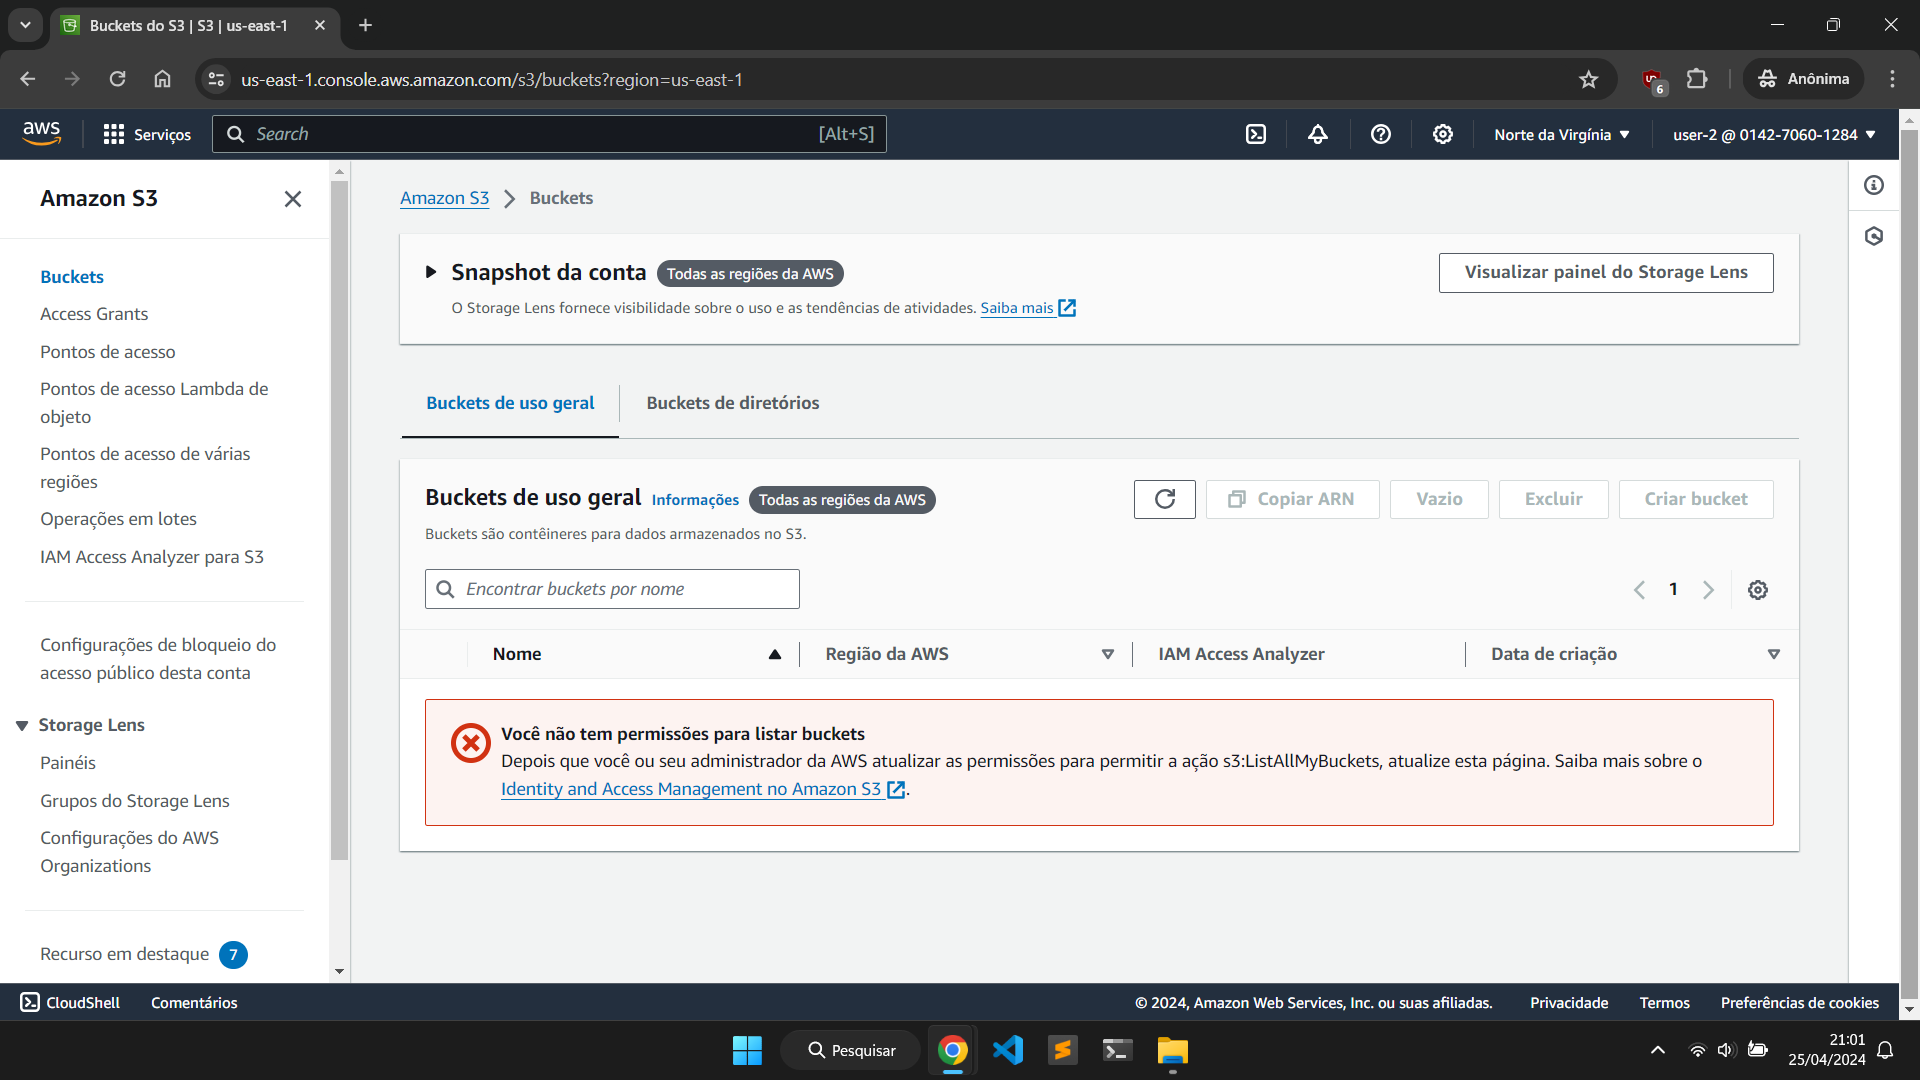 Buckets do S3 | S3 | us-east-1
us-east-1.console.aws.amazon.com/s3/buckets?region=us-east-1
6
Anônima
aws
Serviços
Search
[Alt+S]
Norte da Virgínia
user-2 @ 0142-7060-1284
Amazon S3
Buckets
Access Grants
Pontos de acesso
Pontos de acesso Lambda de
objeto
Pontos de acesso de várias
regiões
Operações em lotes
IAM Access Analyzer para S3
Configurações de bloqueio do
acesso público desta conta
Storage Lens
Painéis
Grupos do Storage Lens
Configurações do AWS
Organizations
Recurso em destaque 7
Amazon S3 Buckets
Snapshot da conta Todas as regiões da AWS
Visualizar painel do Storage Lens
O Storage Lens fornece visibilidade sobre o uso e as tendências de atividades. Saiba mais
Buckets de uso geral
Buckets de diretórios
Buckets de uso geral Informações Todas as regiões da AWS
Copiar ARN
Vazio
Excluir
Criar bucket
Buckets são contêineres para dados armazenados no S3.
Encontrar buckets por nome
1
Nome
Região da AWS
IAM Access Analyzer
Data de criação
Você não tem permissões para listar buckets
Depois que você ou seu administrador da AWS atualizar as permissões para permitir a ação s3:ListAllMyBuckets, atualize esta página. Saiba mais sobre o
Identity and Access Management no Amazon S3 .
CloudShell
Comentários
© 2024, Amazon Web Services, Inc. ou suas afiliadas.
Privacidade
Termos
Preferências de cookies
Pesquisar
21:01
25/04/2024